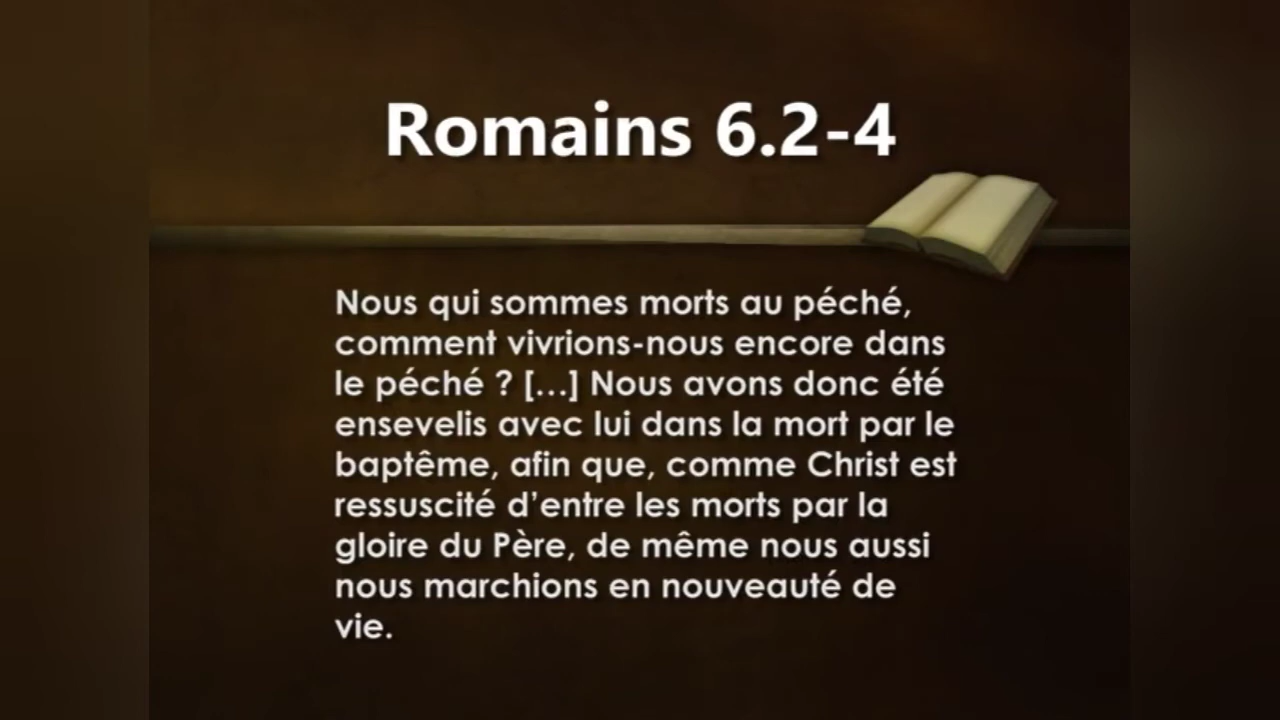 Romains 6.2-4
Nous qui sommes morts au péché,
comment vivrions-nous encore dans
le péché ? [...] Nous avons donc été
ensevelis avec lui dans la mort par le
baptême, afin que, comme Christ est
ressuscité d'entre les morts par la
gloire du Père, de même nous aussi
nous marchions en nouveauté de
vie.